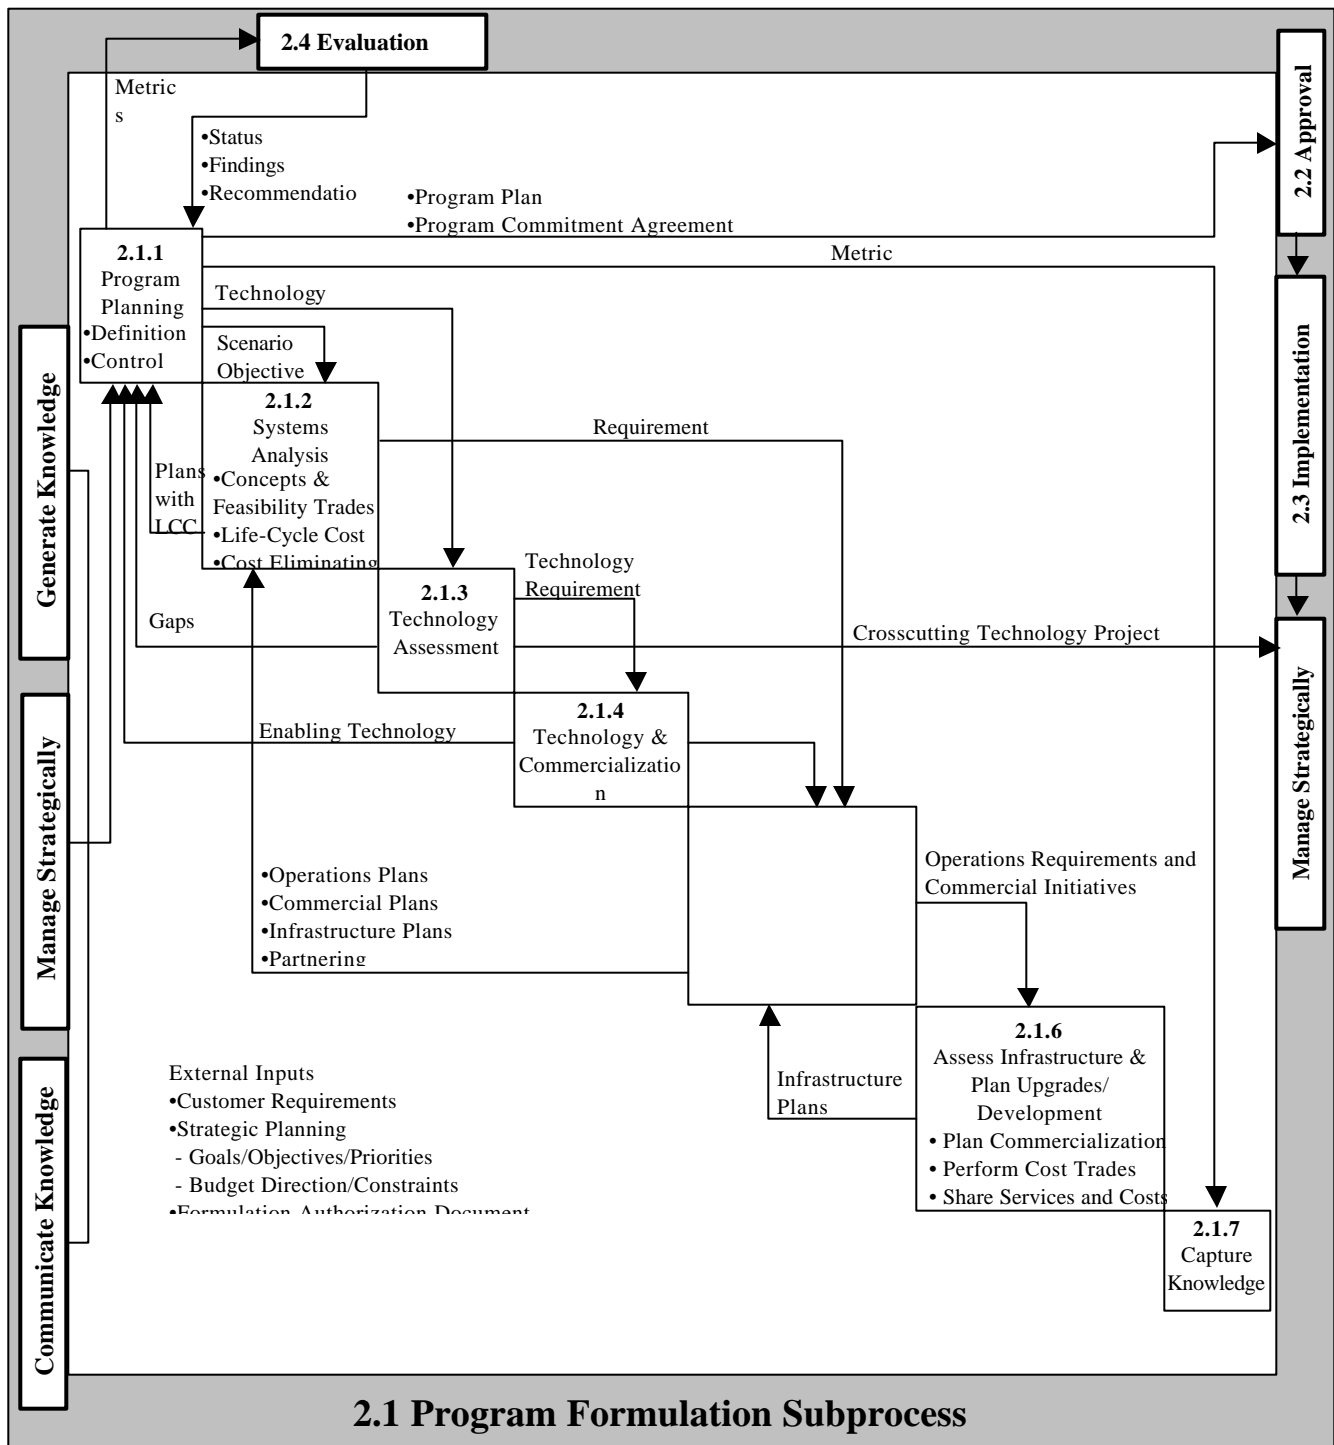 2.4 Evaluation
Metric
s
•Status
•Findings
•Recommendatio
•Program Plan
•Program Commitment Agreement
2.2 Approval
2.1.1
Program
Planning
•Definition
•Control
Metric
Technology
Scenario
Objective
2.1.2
Systems
Analysis
•Concepts &
Feasibility Trades
•Life-Cycle Cost
•Cost Eliminating
Requirement
2.3 Implementation
Generate Knowledge
Plans
with
LCC
Gaps
2.1.3
Technology
Assessment
Technology
Requirement
Crosscutting Technology Project
Manage Strategically
Manage Strategically
Enabling Technology
2.1.4
Technology &
Commercializatio
n
•Operations Plans
•Commercial Plans
•Infrastructure Plans
•Partnering
Operations Requirements and
Commercial Initiatives
Communicate Knowledge
External Inputs
•Customer Requirements
•Strategic Planning
- Goals/Objectives/Priorities
- Budget Direction/Constraints
•Formulation Authorization Document
Infrastructure
Plans
2.1.6
Assess Infrastructure &
Plan Upgrades/
Development
• Plan Commercialization
• Perform Cost Trades
• Share Services and Costs
2.1.7
Capture
Knowledge
2.1 Program Formulation Subprocess